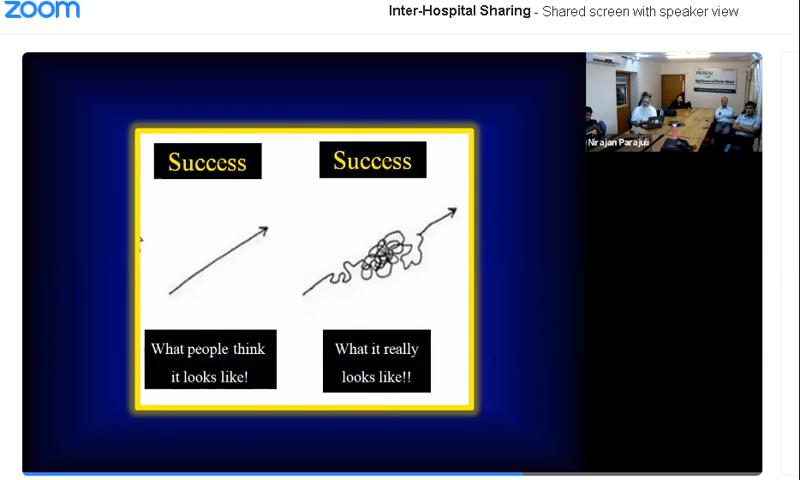 zoom
Inter-Hospital Sharing - Shared screen with speaker view
Success
Success
What people think
it looks like!
What it really
looks like!!
Nirajan Parajuli